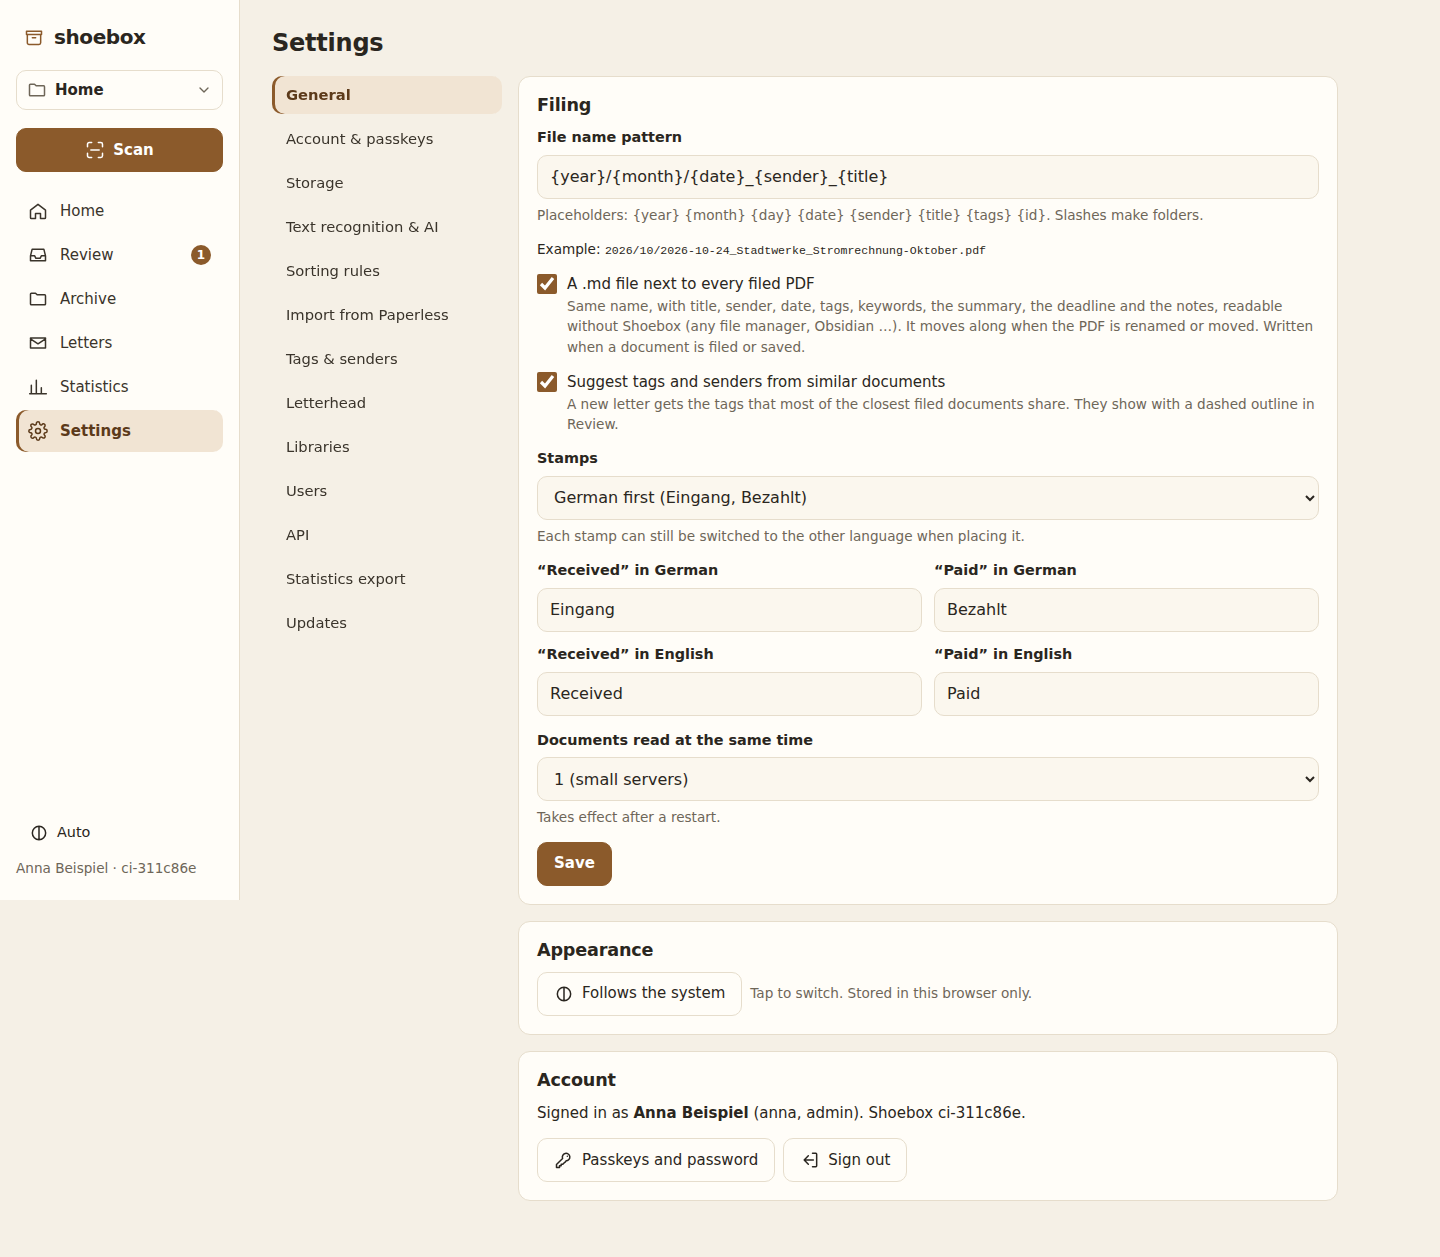 shoebox
Home
Scan
Home
Review 1
Archive
Letters
Statistics
Settings
Auto
Anna Beispiel · ci-311c86e
Settings
General
Account & passkeys
Storage
Text recognition & AI
Sorting rules
Import from Paperless
Tags & senders
Letterhead
Libraries
Users
API
Statistics export
Updates
Filing
File name pattern
{year}/{month}/{date}_{sender}_{title}
Placeholders: {year} {month} {day} {date} {sender} {title} {tags} {id}. Slashes make folders.
Example: 2026/10/2026-10-24_Stadtwerke_Stromrechnung-Oktober.pdf
A .md file next to every filed PDF
Same name, with title, sender, date, tags, keywords, the summary, the deadline and the notes, readable
without Shoebox (any file manager, Obsidian …). It moves along when the PDF is renamed or moved. Written
when a document is filed or saved.
Suggest tags and senders from similar documents
A new letter gets the tags that most of the closest filed documents share. They show with a dashed outline in
Review.
Stamps
German first (Eingang, Bezahlt)
Each stamp can still be switched to the other language when placing it.
“Received” in German
Eingang
“Paid” in German
Bezahlt
“Received” in English
Received
“Paid” in English
Paid
Documents read at the same time
1 (small servers)
Takes effect after a restart.
Save
Appearance
Follows the system
Tap to switch. Stored in this browser only.
Account
Signed in as Anna Beispiel (anna, admin). Shoebox ci-311c86e.
Passkeys and password
Sign out